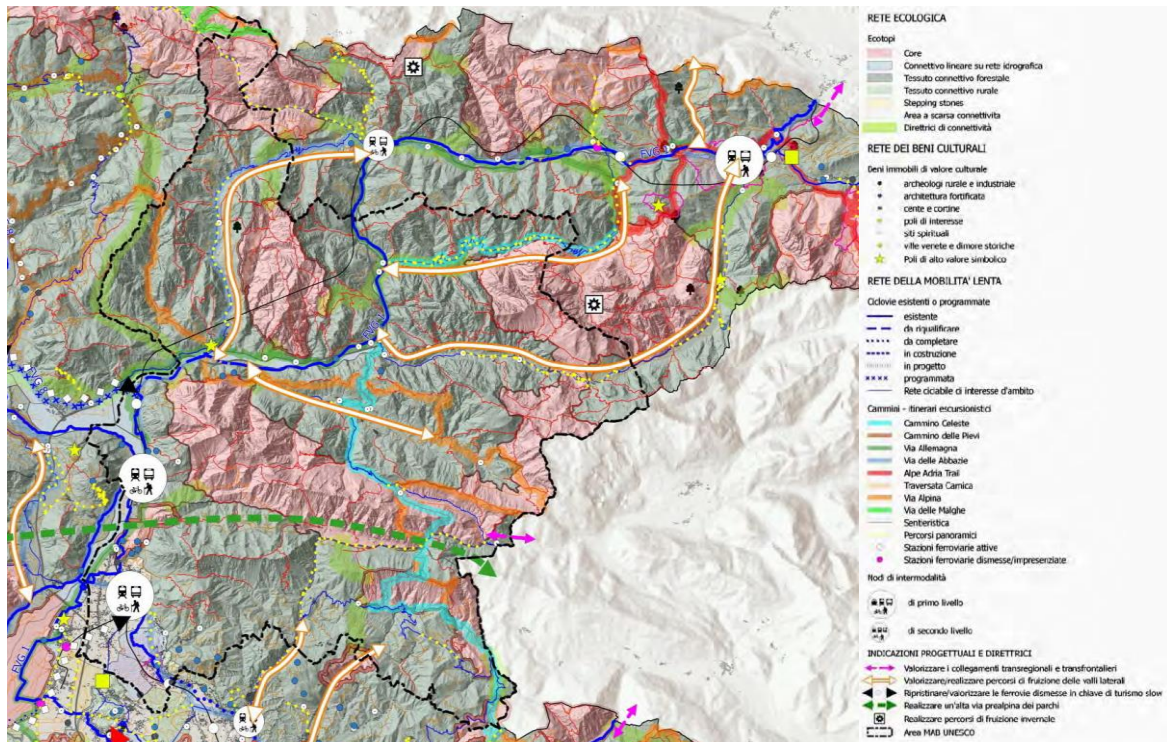 RETE ECOLOGICA
Ecotopi
Core
Connettivo lineare su rete idrografica
Tessuto connettivo forestale
Tessuto connettivo rurale
Stepping stones
Area a scarsa connettivita
Direttrici di connettività
RETE DEI BENI CULTURALI
Beni immobili di valore culturale
archeologi rurale e industriale
architettura fortificata
cente e cortine
poli di interesse
siti spirituali
ville venete e dimore storiche
Poli di alto valore simbolico
RETE DELLA MOBILITA' LENTA
Ciclovie esistenti o programmate
esistente
da riqualificare
da completare
in costruzione
in progetto
programmata
Rete ciclabile di interesse d'ambito
Cammini - itinerari escursionistici
Cammino Celeste
Cammino delle Pievi
Via Allemagna
Via delle Abbazie
Alpe Adria Trail
Traversata Carnica
Via Alpina
Via delle Malghe
Sentieristica
Percorsi panoramici
Stazioni ferroviarie attive
Stazioni ferroviarie dismesse/impresenziate
Nodi di intermodalità
di primo livello
di secondo livello
INDICAZIONI PROGETTUALI E DIRETTRICI
Valorizzare i collegamenti transregionali e transfrontalieri
Valorizzare/realizzare percorsi di fruizione delle valli laterali
Ripristinare/valorizzare le ferrovie dismesse in chiave di turismo slow
Realizzare un'alta via prealpina dei parchi
Realizzare percorsi di fruizione invernale
Area MAB UNESCO
FVG 1